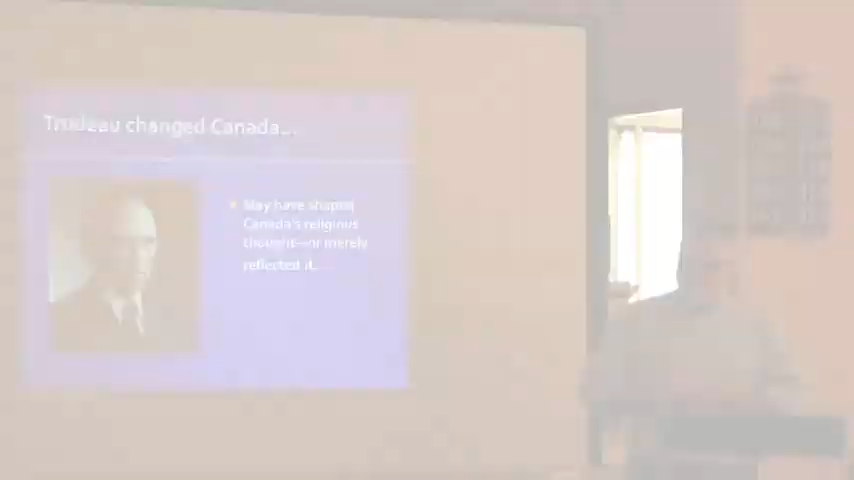 Trudeau changed Canada...
May have shaped
Canada's religious
thought—or merely
reflected it.